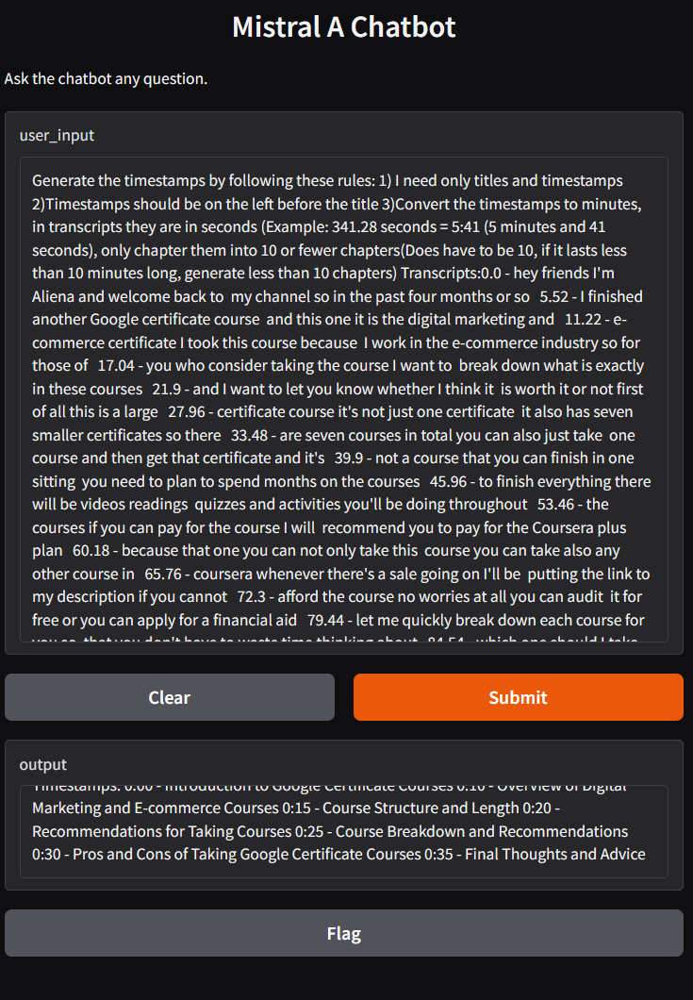 Mistral A Chatbot
Ask the chatbot any question.
user_input
Generate the timestamps by following these rules: 1) I need only titles and timestamps
2)Timestamps should be on the left before the title 3)Convert the timestamps to minutes,
in transcripts they are in seconds (Example: 341.28 seconds = 5:41 (5 minutes and 41
seconds), only chapter them into 10 or fewer chapters(Does have to be 10, if it lasts less
than 10 minutes long, generate less than 10 chapters) Transcripts:0.0 - hey friends I'm
Aliena and welcome back to  my channel so in the past four months or so   5.52 - I finished
another Google certificate course  and this one it is the digital marketing and   11.22 - e-
commerce certificate I took this course because  I work in the e-commerce industry so for
those of   17.04 - you who consider taking the course I want to  break down what is exactly
in these courses   21.9 - and I want to let you know whether I think it  is worth it or not first
of all this is a large   27.96 - certificate course it's not just one certificate  it also has seven
smaller certificates so there   33.48 - are seven courses in total you can also just take  one
course and then get that certificate and it's   39.9 - not a course that you can finish in one
sitting  you need to plan to spend months on the courses   45.96 - to finish everything there
will be videos readings  quizzes and activities you'll be doing throughout   53.46 - the
courses if you can pay for the course I will  recommend you to pay for the Coursera plus
plan   60.18 - because that one you can not only take this  course you can take also any
other course in   65.76 - coursera whenever there's a sale going on I'll be  putting the link to
my description if you cannot   72.3 - afford the course no worries at all you can audit  it for
free or you can apply for a financial aid   79.44 - let me quickly break down each course for
you so  that you don't have to waste time thinking about   84.54 - which one should I take
Clear
Submit
output
Timestamps: 0:00 - Introduction to Google Certificate Courses 0:10 - Overview of Digital
Marketing and E-commerce Courses 0:15 - Course Structure and Length 0:20 -
Recommendations for Taking Courses 0:25 - Course Breakdown and Recommendations
0:30 - Pros and Cons of Taking Google Certificate Courses 0:35 - Final Thoughts and Advice
Flag